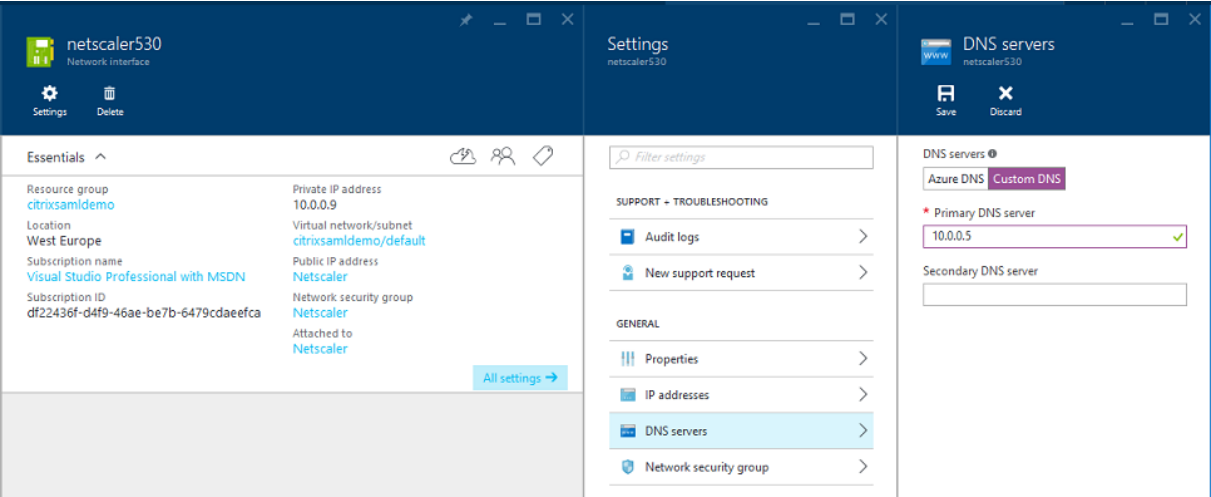 netscaler530
Network interface
Settings
Delete
Essentials
Resource group
citrixsamldemo
Location
West Europe
Subscription name
Visual Studio Professional with MSDN
Subscription ID
df22436f-d4f9-46ae-be7b-6479cdaeefca
Private IP address
10.0.0.9
Virtual network/subnet
citrixsamldemo/default
Public IP address
Netscaler
Network security group
Netscaler
Attached to
Netscaler
All settings
Settings
netscaler530
Filter settings
SUPPORT + TROUBLESHOOTING
Audit logs
New support request
GENERAL
Properties
IP addresses
DNS servers
Network security group
www
DNS servers
netscaler530
Save
Discard
DNS servers
Azure DNS Custom DNS
* Primary DNS server
10.0.0.5
Secondary DNS server